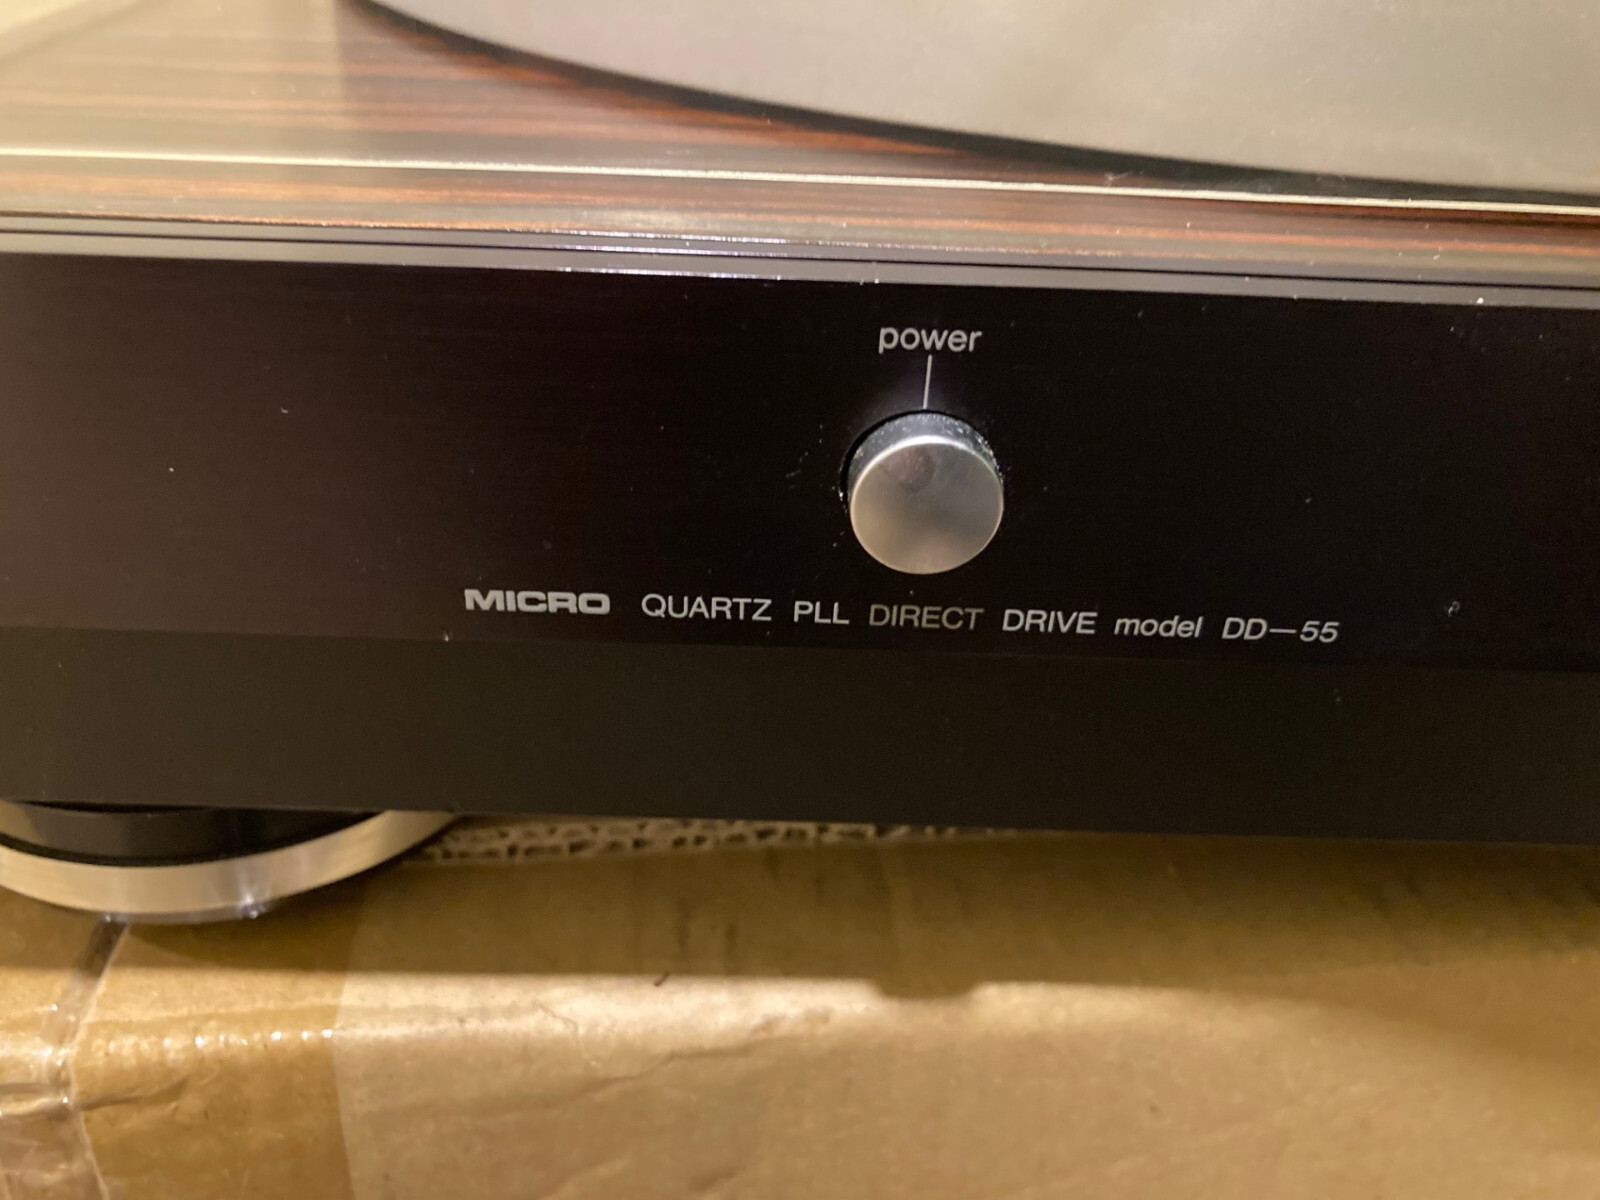 power
MICRO QUARTZ PLL DIRECT DRIVE model DD-55